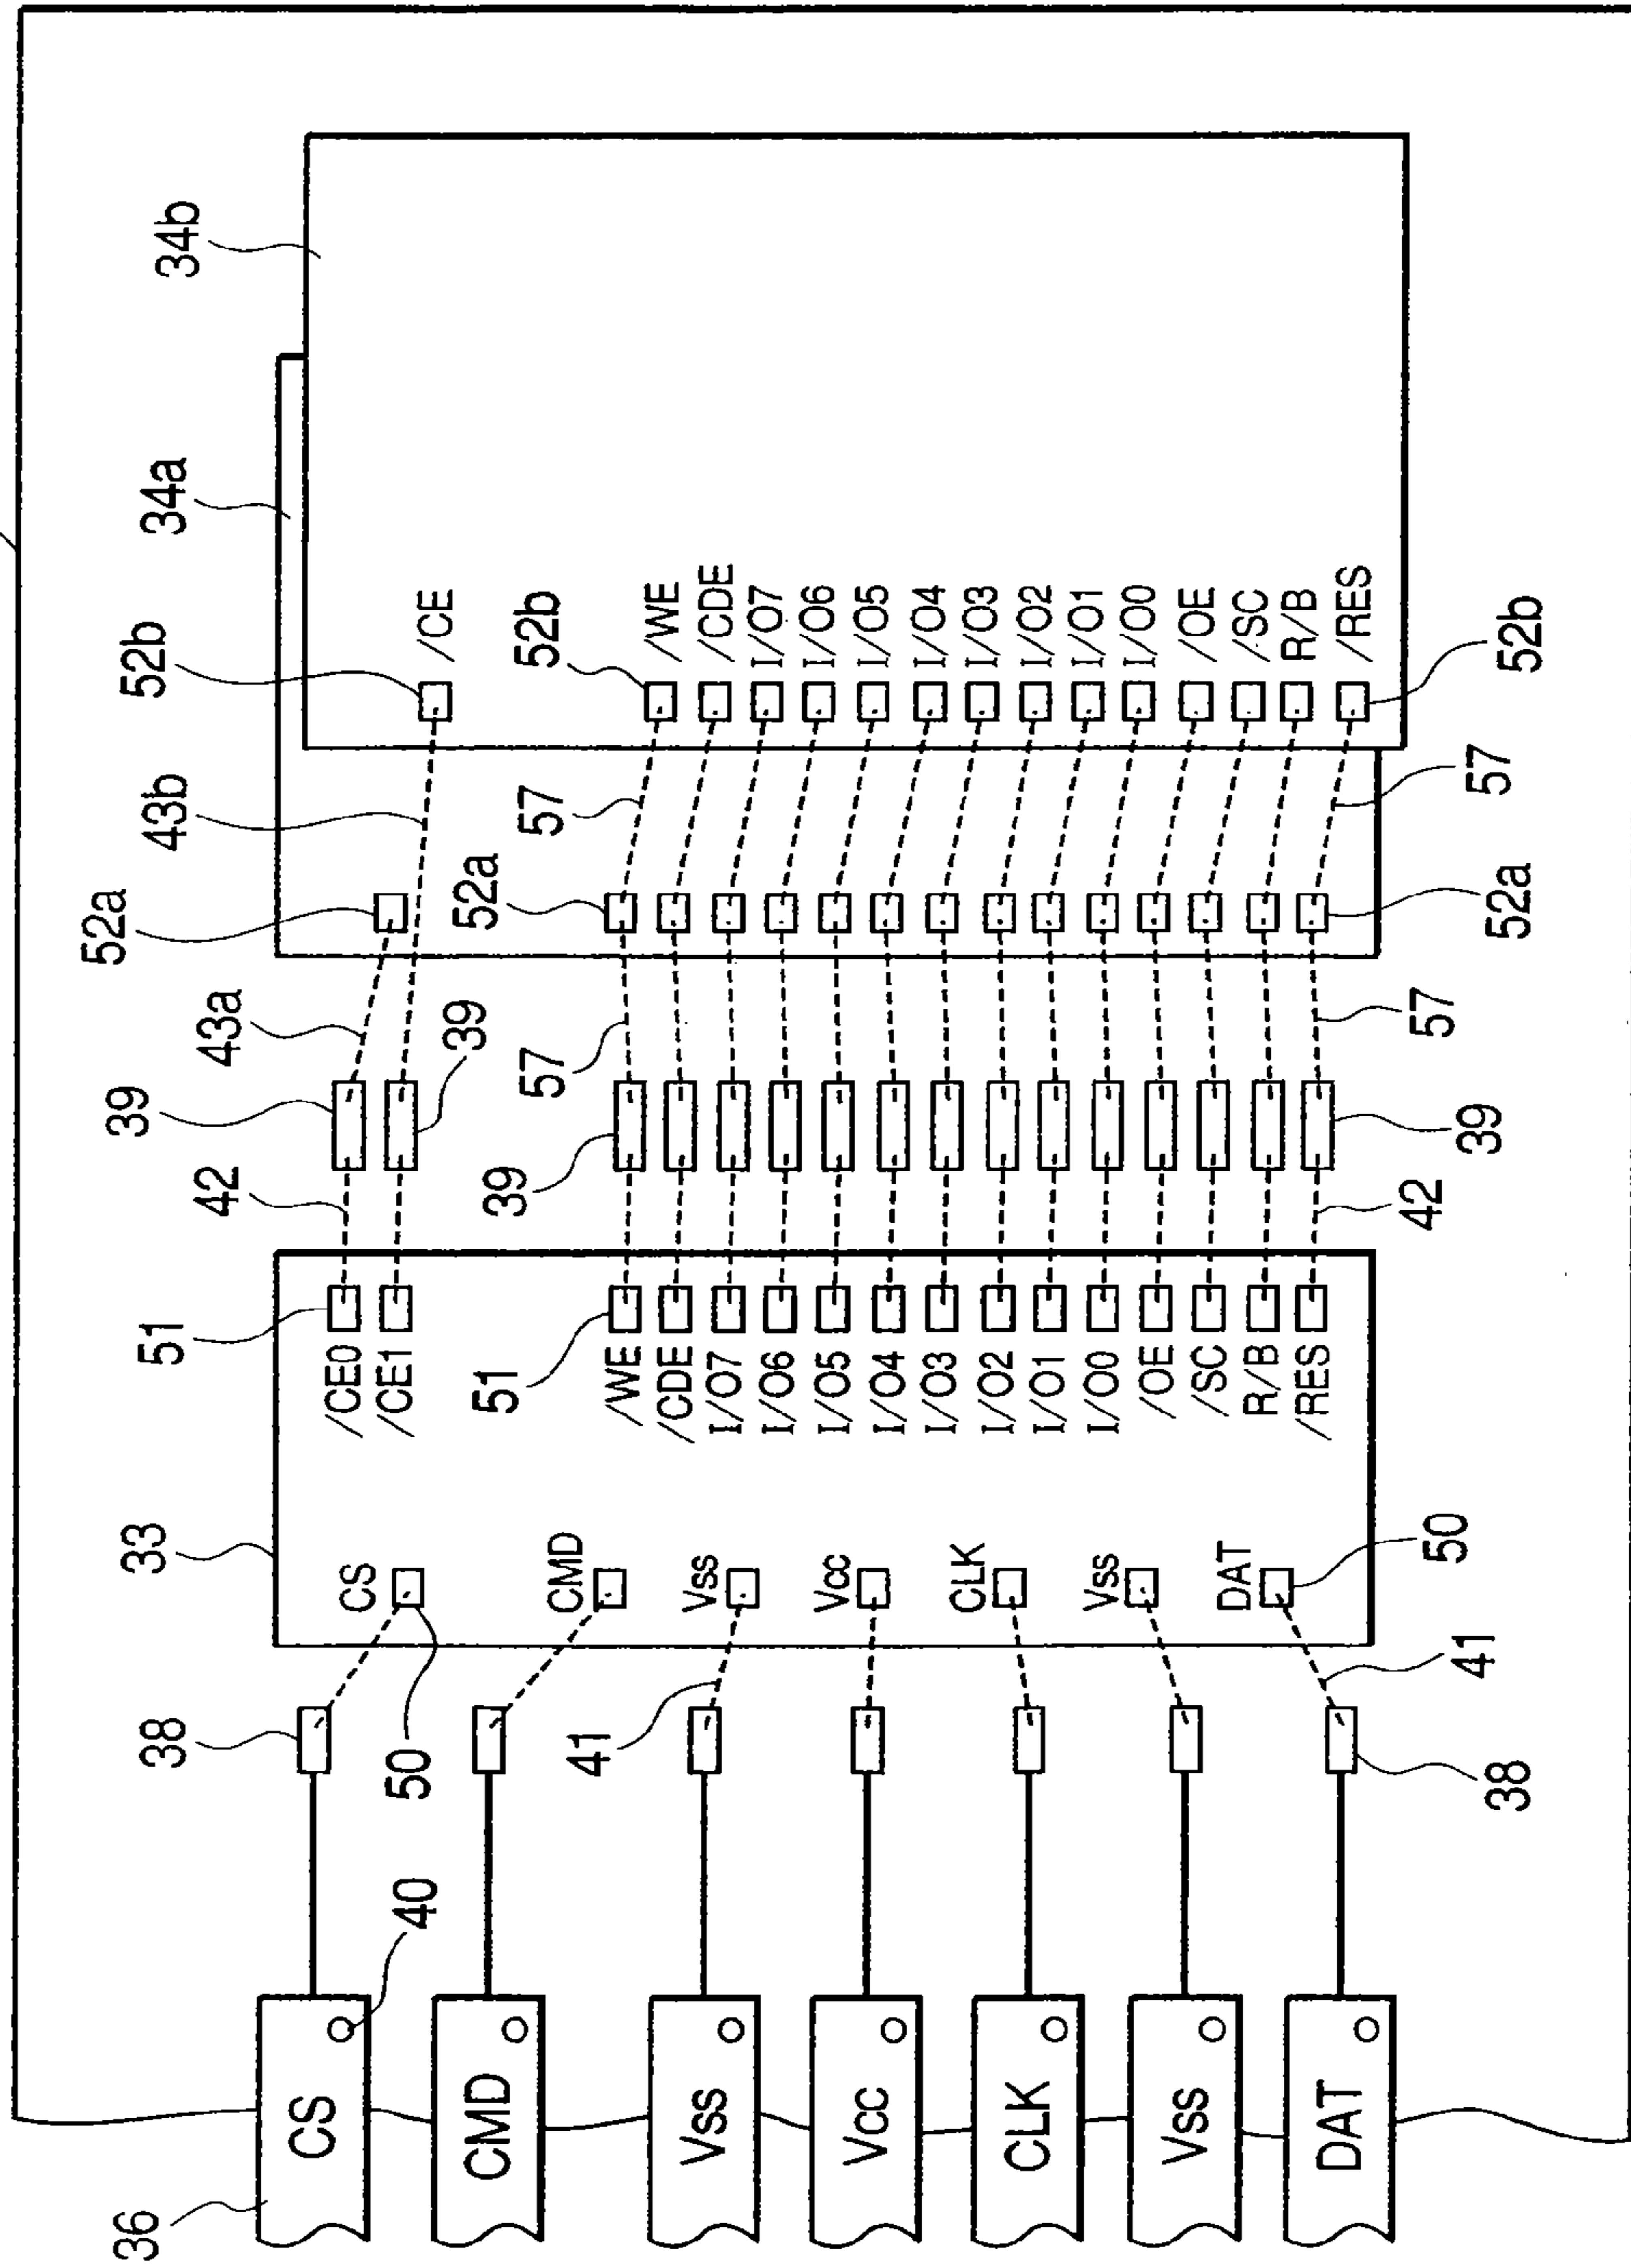 34b
34a
52b
/CE
52b
/WE
/CDE
I/O7
I/O6
I/O5
I/O4
I/O3
I/O2
I/O1
I/O0
/OE
/SC
R/B
/RES
52b
43b
57
57
52a
52a
52a
43a
39
57
57
39
39
39
42
42
51
/CE0
/CE1
51
/WE
/CDE
I/O7
I/O6
I/O5
I/O4
I/O3
I/O2
I/O1
I/O0
/OE
/SC
R/B
/RES
33
CS
CMD
Vss
Vcc
CLK
Vss
DAT
50
50
41
41
38
38
40
36
CS
CMD
Vss
Vcc
CLK
Vss
DAT